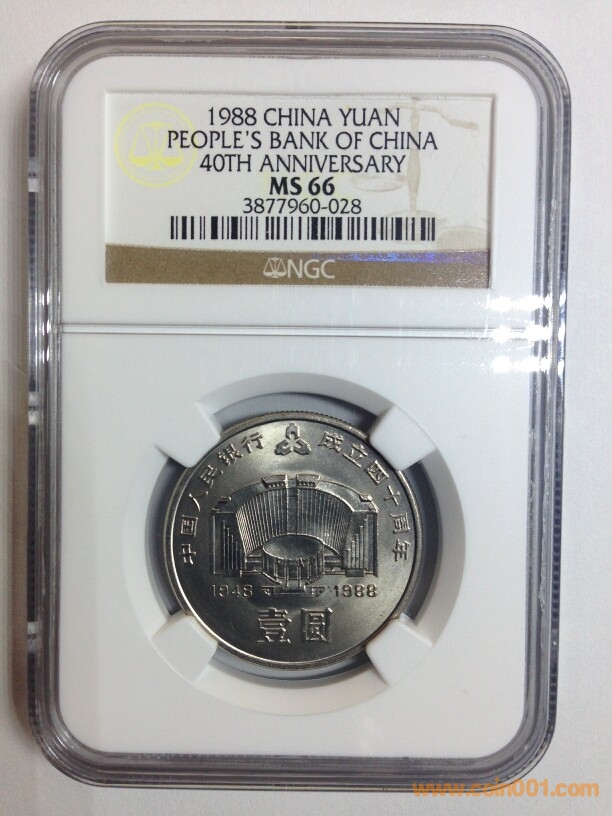 1988 CHINA YUAN
PEOPLE'S BANK OF CHINA
40TH ANNIVERSARY
MS 66
3877960-028
NGC
中国人民银行 成立四十周年
1948 1988
壹圆
www.coin001.com